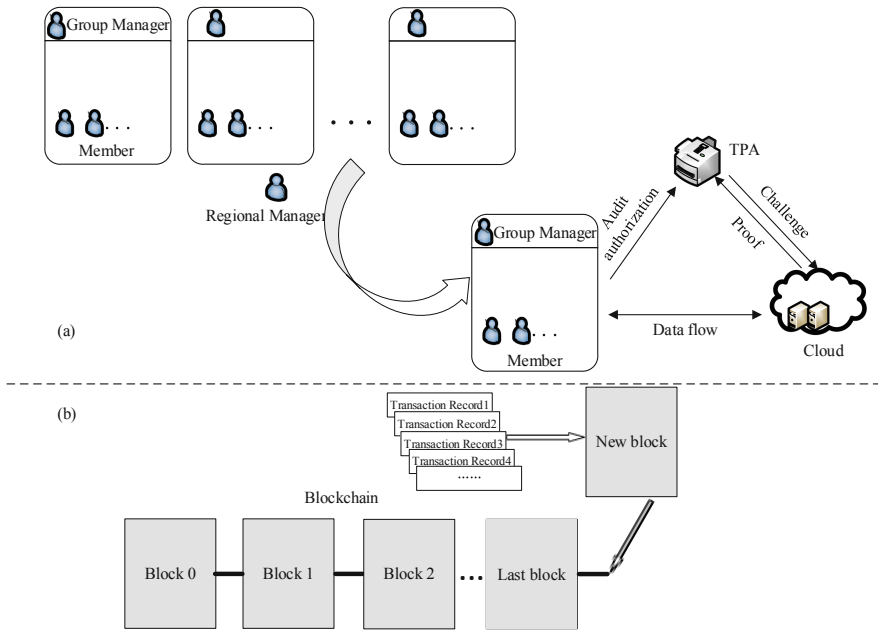 Group Manager
Member
Regional Manager
Group Manager
Member
Audit
authorization
TPA
Challenge
Proof
Data flow
Cloud
(a)
(b)
Transaction Record1
Transaction Record2
Transaction Record3
Transaction Record4
......
New block
Blockchain
Block 0
Block 1
Block 2
...
Last block